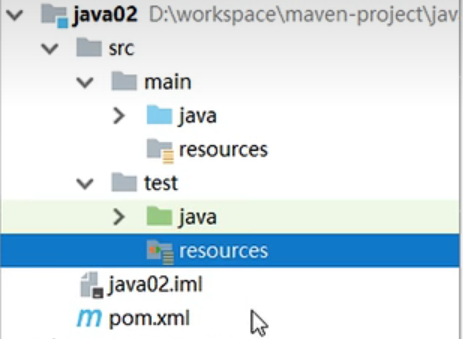 java02 D:\workspace\maven-project\jav
src
main
java
resources
test
java
resources
java02.iml
m pom.xml